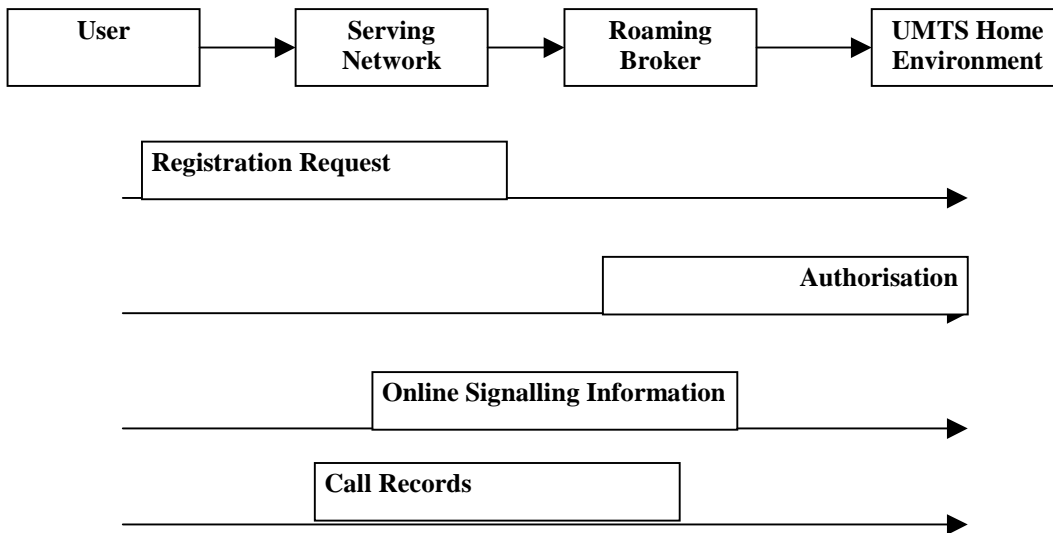 User
Serving
Network
Roaming
Broker
UMTS Home
Environment
Registration Request
Authorisation
Online Signalling Information
Call Records